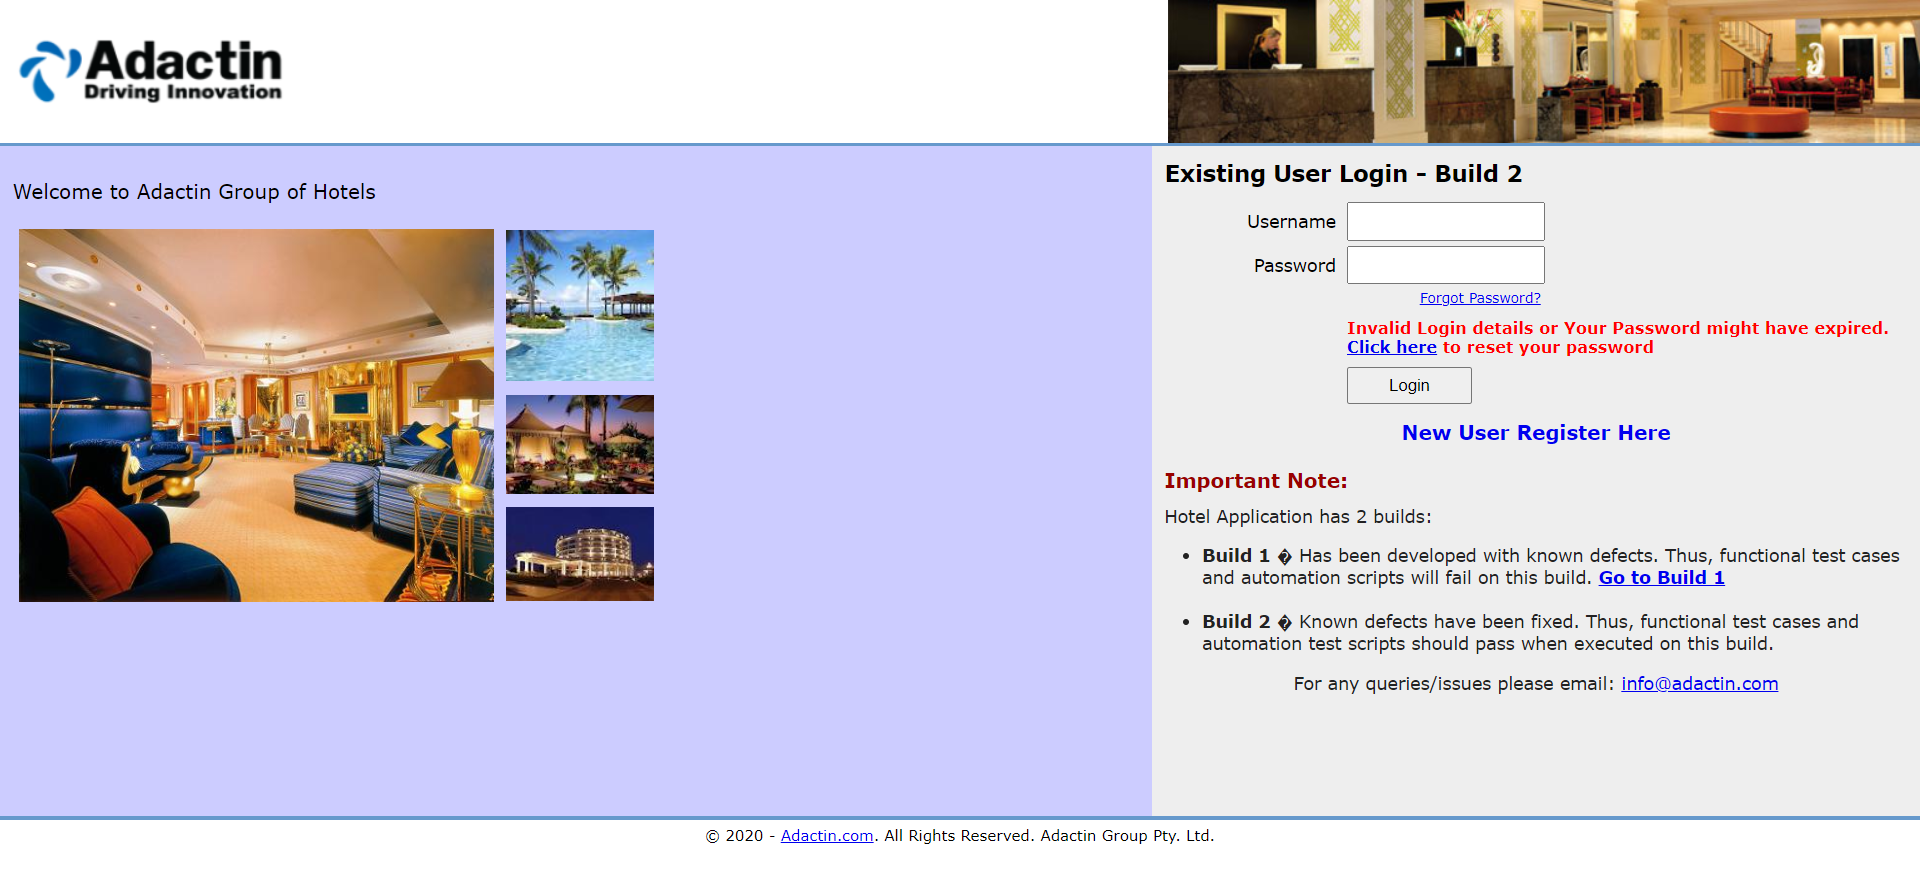 Adactin
Driving Innovation
Welcome to Adactin Group of Hotels
Existing User Login - Build 2
Username
Password
Forgot Password?
Invalid Login details or Your Password might have expired.
Click here to reset your password
Login
New User Register Here
Important Note:
Hotel Application has 2 builds:
• Build 1 � Has been developed with known defects. Thus, functional test cases
and automation scripts will fail on this build. Go to Build 1
• Build 2 � Known defects have been fixed. Thus, functional test cases and
automation test scripts should pass when executed on this build.
For any queries/issues please email: info@adactin.com
© 2020 - Adactin.com. All Rights Reserved. Adactin Group Pty. Ltd.